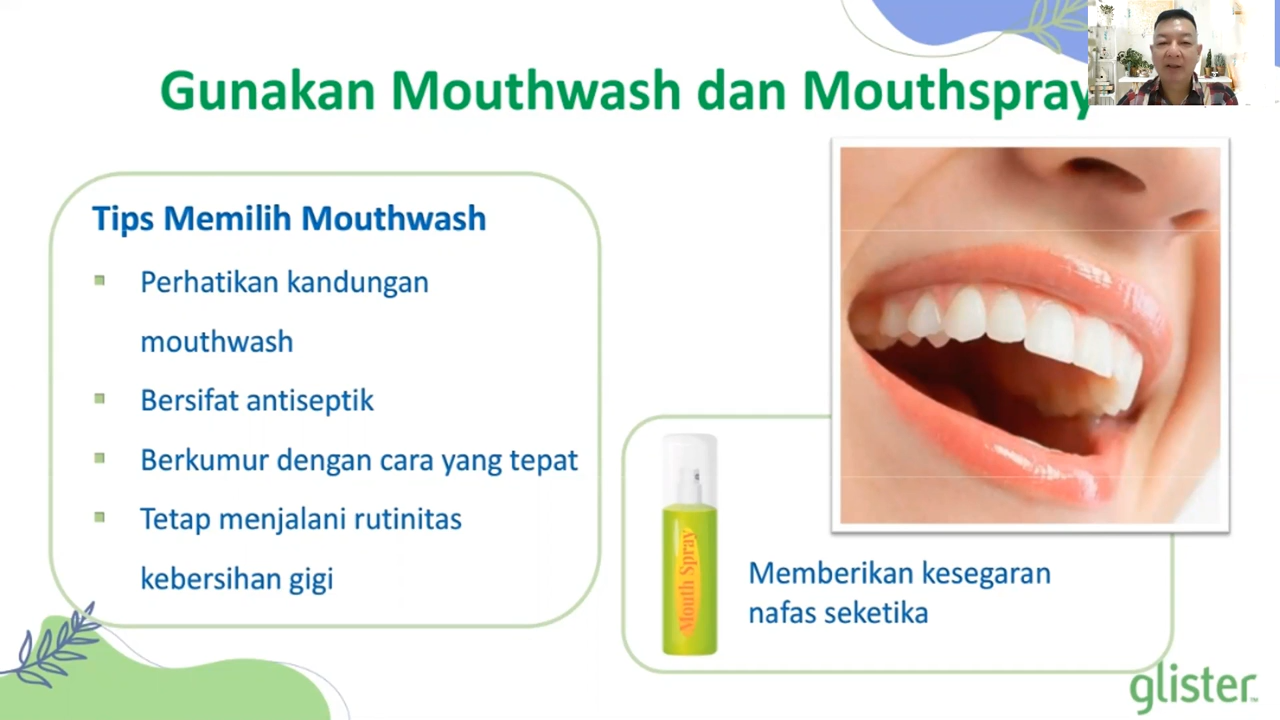 Gunakan Mouthwash dan Mouthspray
Tips Memilih Mouthwash
Perhatikan kandungan
mouthwash
Bersifat antiseptik
Berkumur dengan cara yang tepat
Tetap menjalani rutinitas
kebersihan gigi
Mouth Spray
Memberikan kesegaran
nafas seketika
glister™